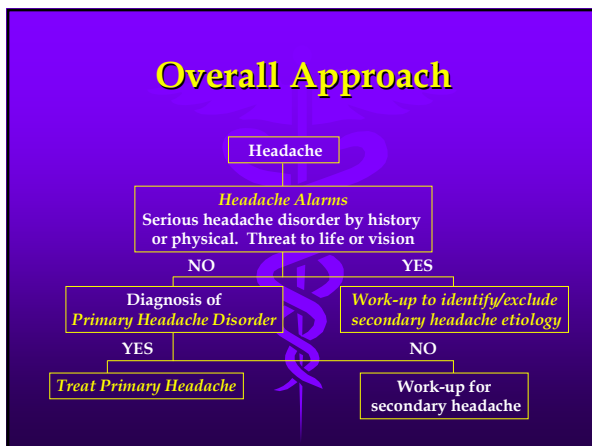 Overall Approach
Headache
Headache Alarms
Serious headache disorder by history
or physical.  Threat to life or vision
NO
YES
Diagnosis of
Primary Headache Disorder
Work-up to identify/exclude
secondary headache etiology
YES
NO
Treat Primary Headache
Work-up for
secondary headache